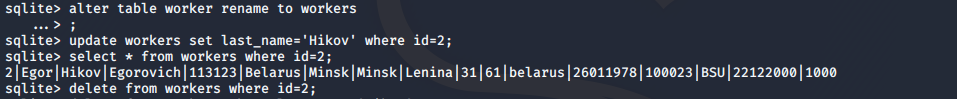 sqlite> alter table worker rename to workers
...> ;
sqlite> update workers set last_name='Hikov' where id=2;
sqlite> select * from workers where id=2;
2|Egor|Hikov|Egorovich|113123|Belarus|Minsk|Minsk|Lenina|31|61|belarus|26011978|100023|BSU|22122000|1000
sqlite> delete from workers where id=2;